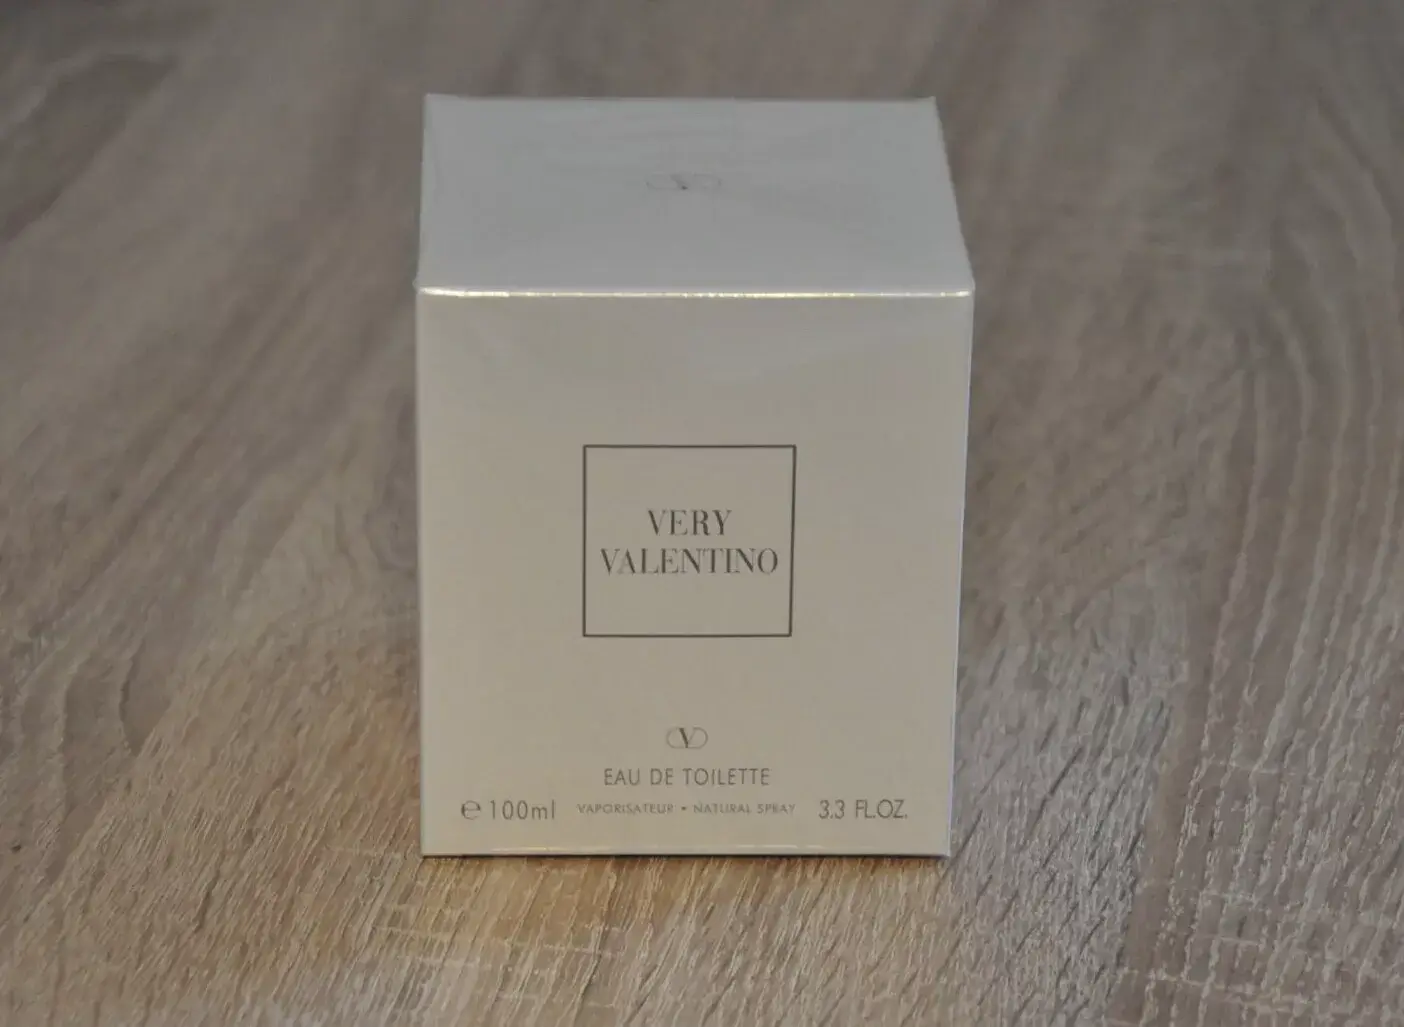 VERY
VALENTINO
V
EAU DE TOILETTE
℮ 100ml VAPORISATEUR • NATURAL SPRAY 3.3 FL.OZ.